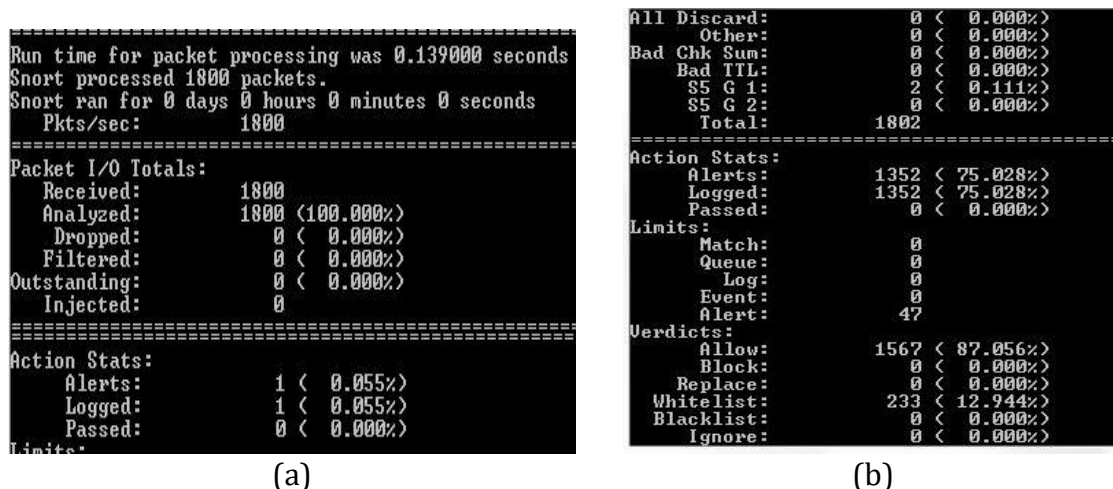 ================================================
Run time for packet processing was 0.139000 seconds
Snort processed 1800 packets.
Snort ran for 0 days 0 hours 0 minutes 0 seconds
Pkts/sec: 1800
================================================
Packet I/O Totals:
Received: 1800
Analyzed: 1800 (100.000%)
Dropped: 0 ( 0.000%)
Filtered: 0 ( 0.000%)
Outstanding: 0 ( 0.000%)
Injected: 0
================================================
Action Stats:
Alerts: 1 ( 0.055%)
Logged: 1 ( 0.055%)
Passed: 0 ( 0.000%)
Limits:
(a)
All Discard: 0 ( 0.000%)
Other: 0 ( 0.000%)
Bad Chk Sum: 0 ( 0.000%)
Bad TTL: 0 ( 0.000%)
S5 G 1: 2 ( 0.111%)
S5 G 2: 0 ( 0.000%)
Total: 1802
================================================
Action Stats:
Alerts: 1352 ( 75.028%)
Logged: 1352 ( 75.028%)
Passed: 0 ( 0.000%)
Limits:
Match: 0
Queue: 0
Log: 0
Event: 0
Alert: 47
Verdicts:
Allow: 1567 ( 87.056%)
Block: 0 ( 0.000%)
Replace: 0 ( 0.000%)
Whitelist: 233 ( 12.944%)
Blacklist: 0 ( 0.000%)
Ignore: 0 ( 0.000%)
(b)